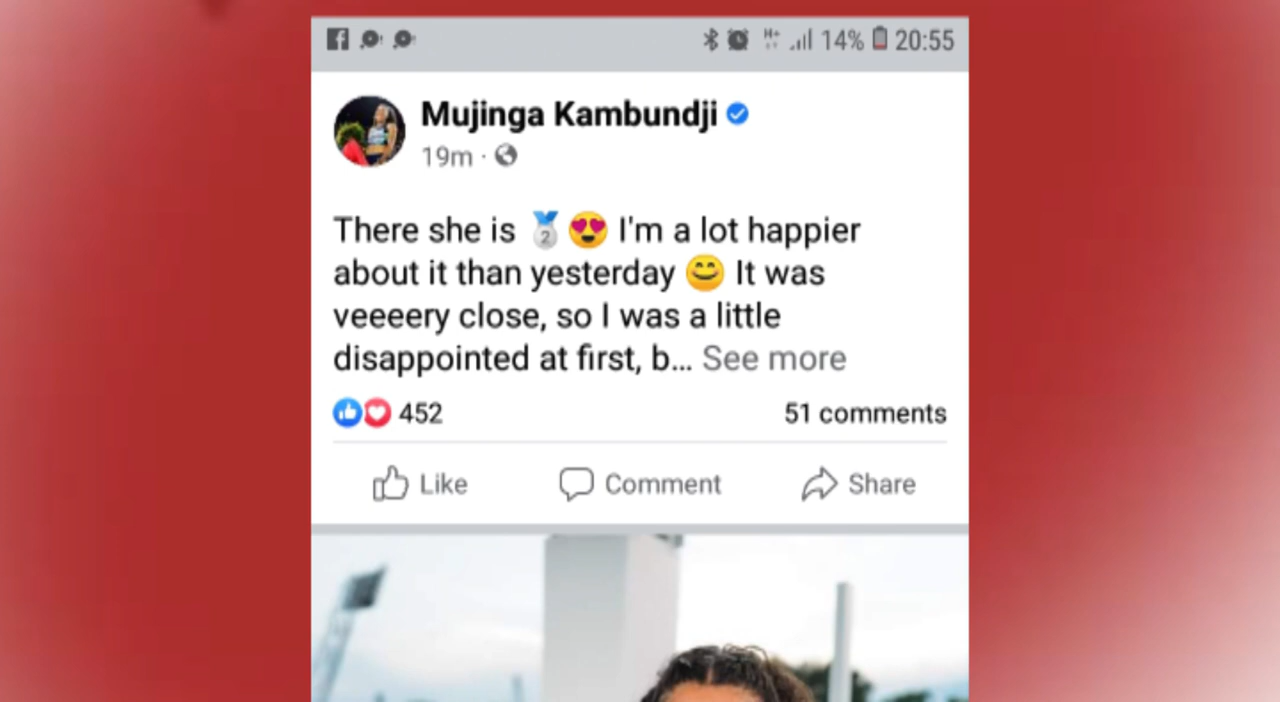 H+ 14% 20:55
Mujinga Kambundji
19m ·
There she is 🥈😍 I'm a lot happier
about it than yesterday 😊 It was
veeeery close, so I was a little
disappointed at first, b... See more
452 51 comments
Like Comment Share